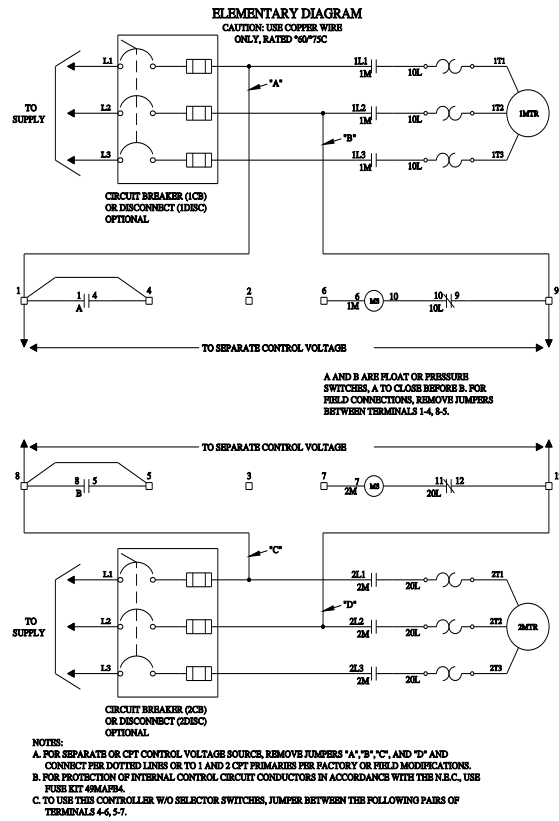 ELEMENTARY DIAGRAM
CAUTION: USE COPPER WIRE
ONLY, RATED °60/°75C
L1
1L1
1M
10L
1T1
"A"
TO
SUPPLY
L2
1L2
1M
10L
1T2
1MTR
"B"
L3
1L3
1M
10L
1T3
CIRCUIT BREAKER (1CB)
OR DISCONNECT (1DISC)
OPTIONAL
1
1
4
A
4
2
6
6
1M
MS
10
10
9
10L
9
TO SEPARATE CONTROL VOLTAGE
A AND B ARE FLOAT OR PRESSURE
SWITCHES, A TO CLOSE BEFORE B. FOR
FIELD CONNECTIONS, REMOVE JUMPERS
BETWEEN TERMINALS 1-4, 8-5.
TO SEPARATE CONTROL VOLTAGE
8
8
5
B
5
3
7
7
2M
MS
11
12
20L
"C"
L1
2L1
2M
20L
2T1
"D"
TO
SUPPLY
L2
2L2
2M
20L
2T2
2MTR
L3
2L3
2M
20L
2T3
CIRCUIT BREAKER (2CB)
OR DISCONNECT (2DISC)
OPTIONAL
NOTES:
A. FOR SEPARATE OR CPT CONTROL VOLTAGE SOURCE, REMOVE JUMPERS "A","B","C", AND "D" AND
CONNECT PER DOTTED LINES OR TO 1 AND 2 CPT PRIMARIES PER FACTORY OR FIELD MODIFICATIONS.
B. FOR PROTECTION OF INTERNAL CONTROL CIRCUIT CONDUCTORS IN ACCORDANCE WITH THE N.E.C., USE
FUSE KIT 49MAFB4.
C. TO USE THIS CONTROLLER W/O SELECTOR SWITCHES, JUMPER BETWEEN THE FOLLOWING PAIRS OF
TERMINALS 4-6, 5-7.